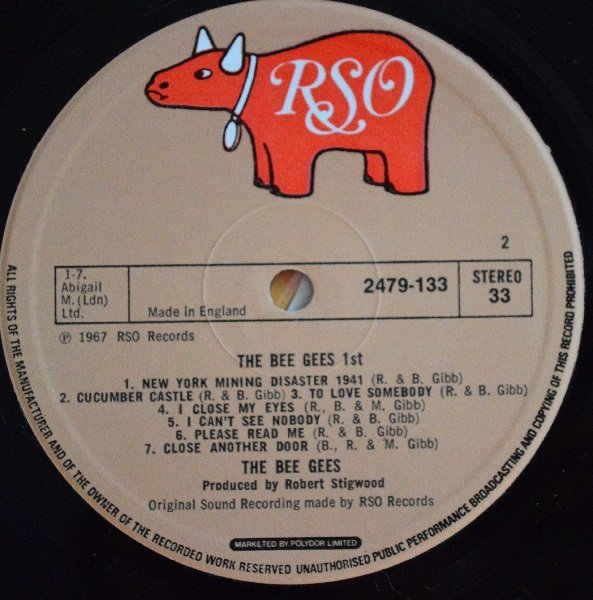 RSO
2
1-7.
Abigail
M.(Ldn)
Ltd.
Made in England
2479-133
STEREO
33
Ⓟ 1967 RSO Records
THE BEE GEES 1st
1. NEW YORK MINING DISASTER 1941 (R. & B. Gibb)
2. CUCUMBER CASTLE (R. & B. Gibb) 3. TO LOVE SOMEBODY (R. & B. Gibb)
4. I CLOSE MY EYES (R., B. & M. Gibb)
5. I CAN'T SEE NOBODY (R. & B. Gibb)
6. PLEASE READ ME (R. & B. Gibb)
7. CLOSE ANOTHER DOOR (B., R. & M. Gibb)
THE BEE GEES
Produced by Robert Stigwood
Original Sound Recording made by RSO Records
MARKETED BY POLYDOR LIMITED
ALL RIGHTS OF THE MANUFACTURER AND OF THE OWNER OF THE RECORDED WORK RESERVED UNAUTHORISED PUBLIC PERFORMANCE BROADCASTING AND COPYING OF THIS RECORD PROHIBITED